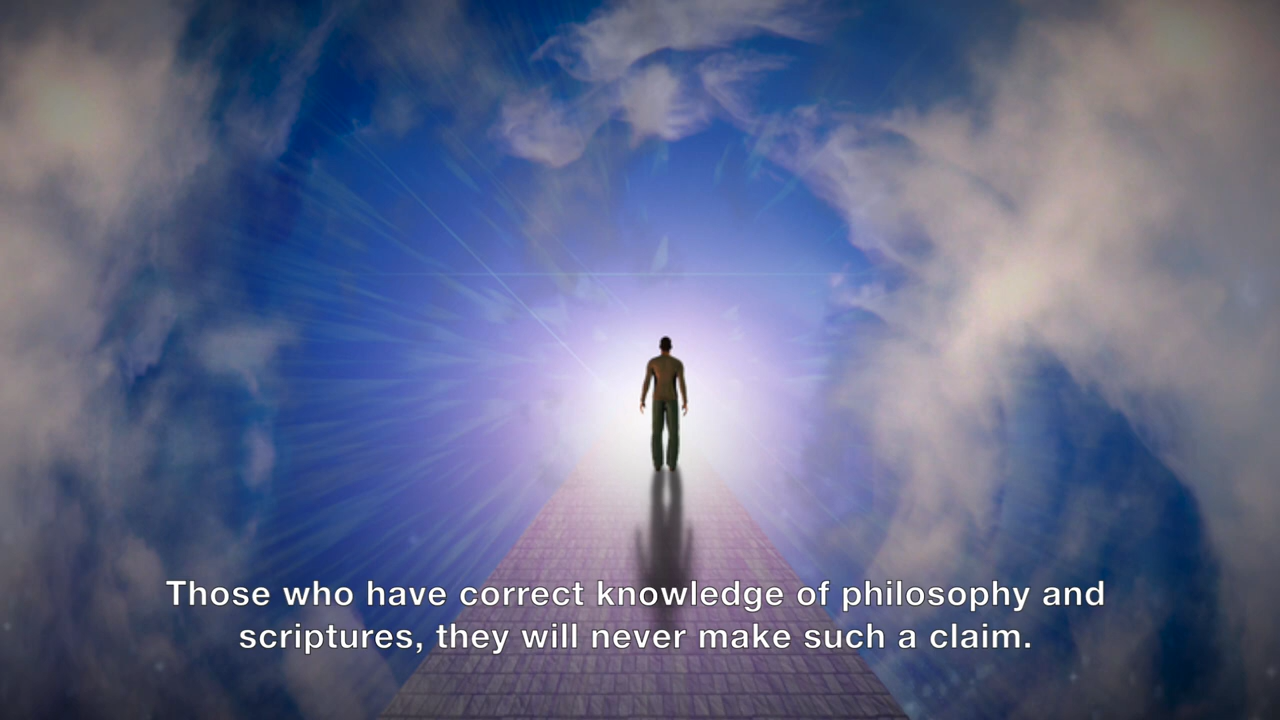 Those who have correct knowledge of philosophy and
scriptures, they will never make such a claim.